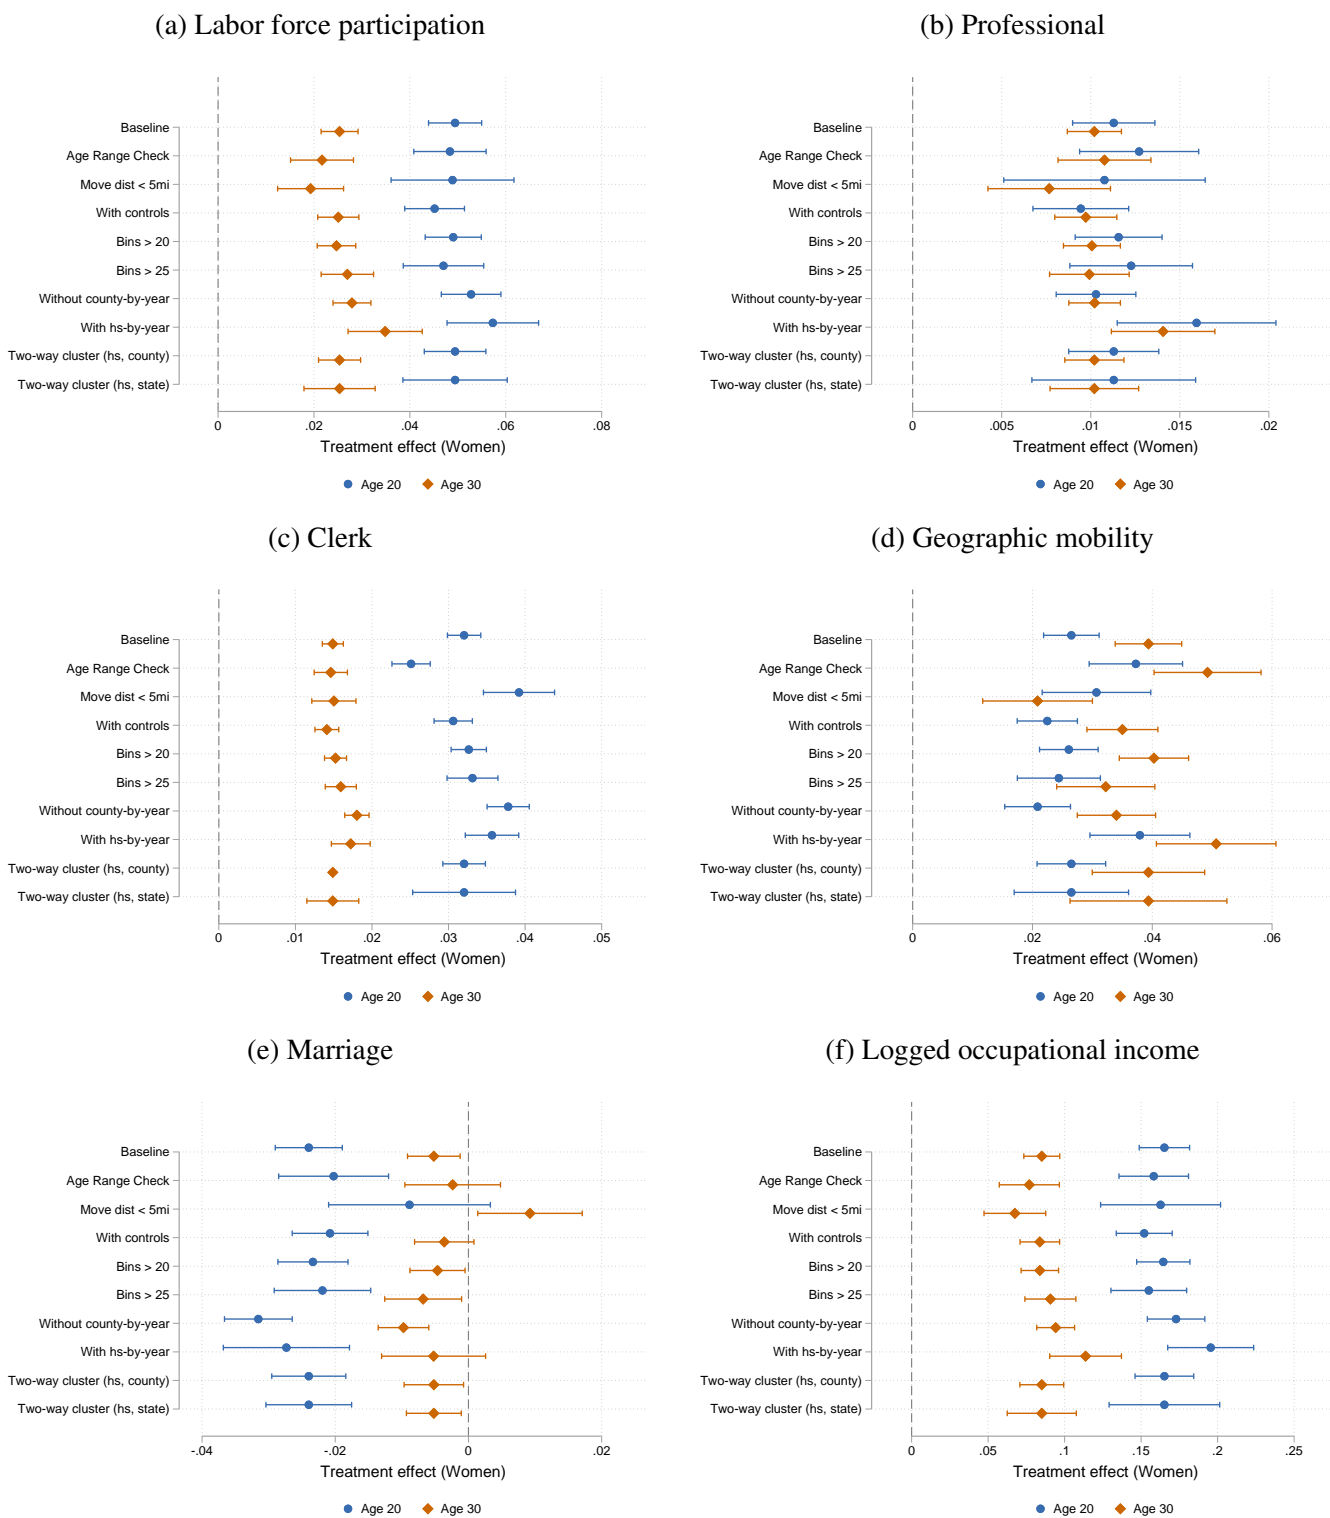 (a) Labor force participation
Baseline
Age Range Check
Move dist < 5mi
With controls
Bins > 20
Bins > 25
Without county-by-year
With hs-by-year
Two-way cluster (hs, county)
Two-way cluster (hs, state)
0 .02 .04 .06 .08
Treatment effect (Women)
Age 20 Age 30
(b) Professional
Baseline
Age Range Check
Move dist < 5mi
With controls
Bins > 20
Bins > 25
Without county-by-year
With hs-by-year
Two-way cluster (hs, county)
Two-way cluster (hs, state)
0 .005 .01 .015 .02
Treatment effect (Women)
Age 20 Age 30
(c) Clerk
Baseline
Age Range Check
Move dist < 5mi
With controls
Bins > 20
Bins > 25
Without county-by-year
With hs-by-year
Two-way cluster (hs, county)
Two-way cluster (hs, state)
0 .01 .02 .03 .04 .05
Treatment effect (Women)
Age 20 Age 30
(d) Geographic mobility
Baseline
Age Range Check
Move dist < 5mi
With controls
Bins > 20
Bins > 25
Without county-by-year
With hs-by-year
Two-way cluster (hs, county)
Two-way cluster (hs, state)
0 .02 .04 .06
Treatment effect (Women)
Age 20 Age 30
(e) Marriage
Baseline
Age Range Check
Move dist < 5mi
With controls
Bins > 20
Bins > 25
Without county-by-year
With hs-by-year
Two-way cluster (hs, county)
Two-way cluster (hs, state)
-.04 -.02 0 .02
Treatment effect (Women)
Age 20 Age 30
(f) Logged occupational income
Baseline
Age Range Check
Move dist < 5mi
With controls
Bins > 20
Bins > 25
Without county-by-year
With hs-by-year
Two-way cluster (hs, county)
Two-way cluster (hs, state)
0 .05 .1 .15 .2 .25
Treatment effect (Women)
Age 20 Age 30